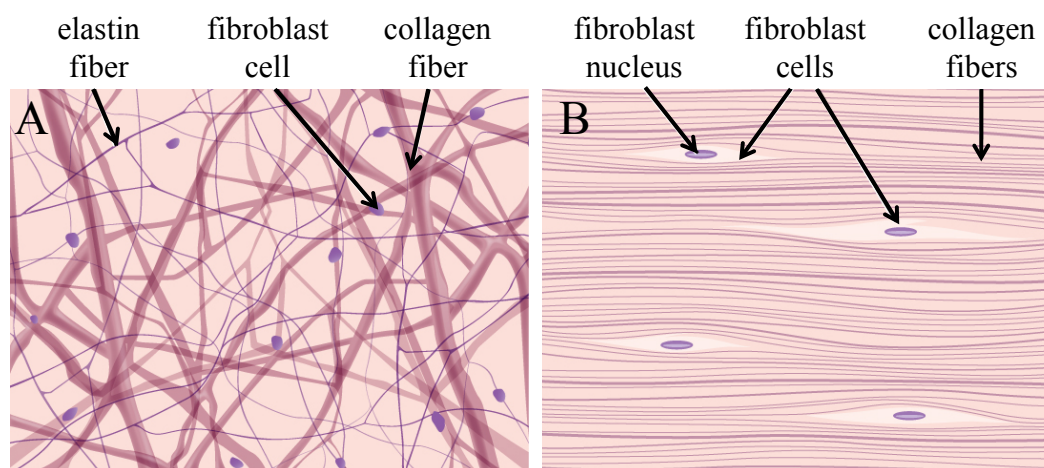 elastin
fiber
fibroblast
cell
collagen
fiber
fibroblast
nucleus
fibroblast
cells
collagen
fibers
A
B